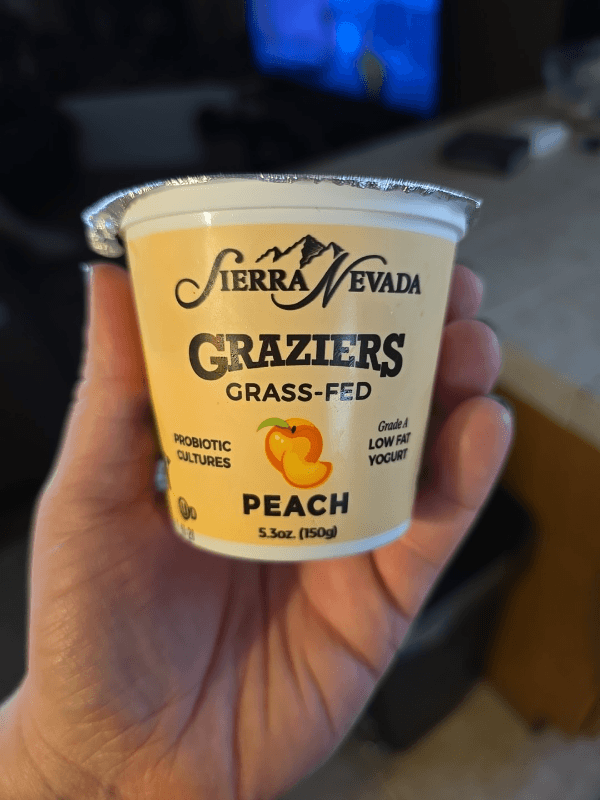 SIERRA NEVADA
GRAZIERS
GRASS-FED
PROBIOTIC
CULTURES
Grade A
LOW FAT
YOGURT
PEACH
5.3oz. (150g)